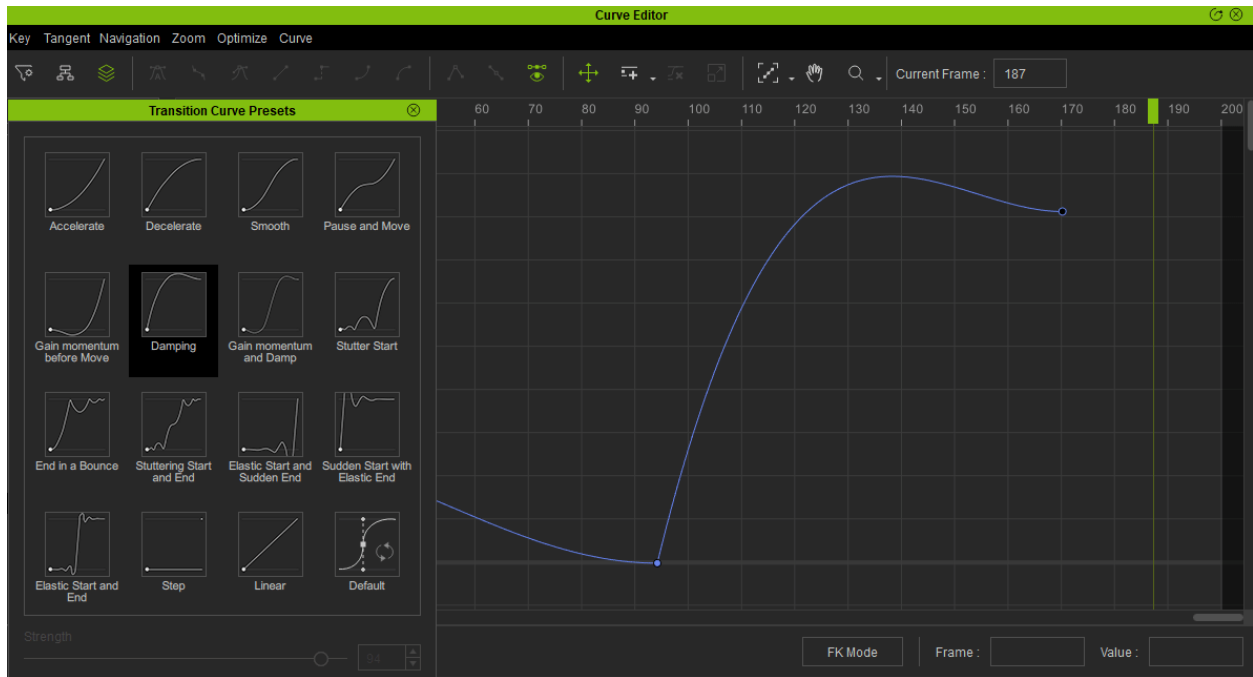 Curve Editor
Key Tangent Navigation Zoom Optimize Curve
Current Frame : 187
Transition Curve Presets
60 70 80 90 100 110 120 130 140 150 160 170 180 190 200
Accelerate
Decelerate
Smooth
Pause and Move
Gain momentum
before Move
Damping
Gain momentum
and Damp
Stutter Start
End in a Bounce
Stuttering Start
and End
Elastic Start and
Sudden End
Sudden Start with
Elastic End
Elastic Start and
End
Step
Linear
Default
Strength
94
FK Mode
Frame :
Value :